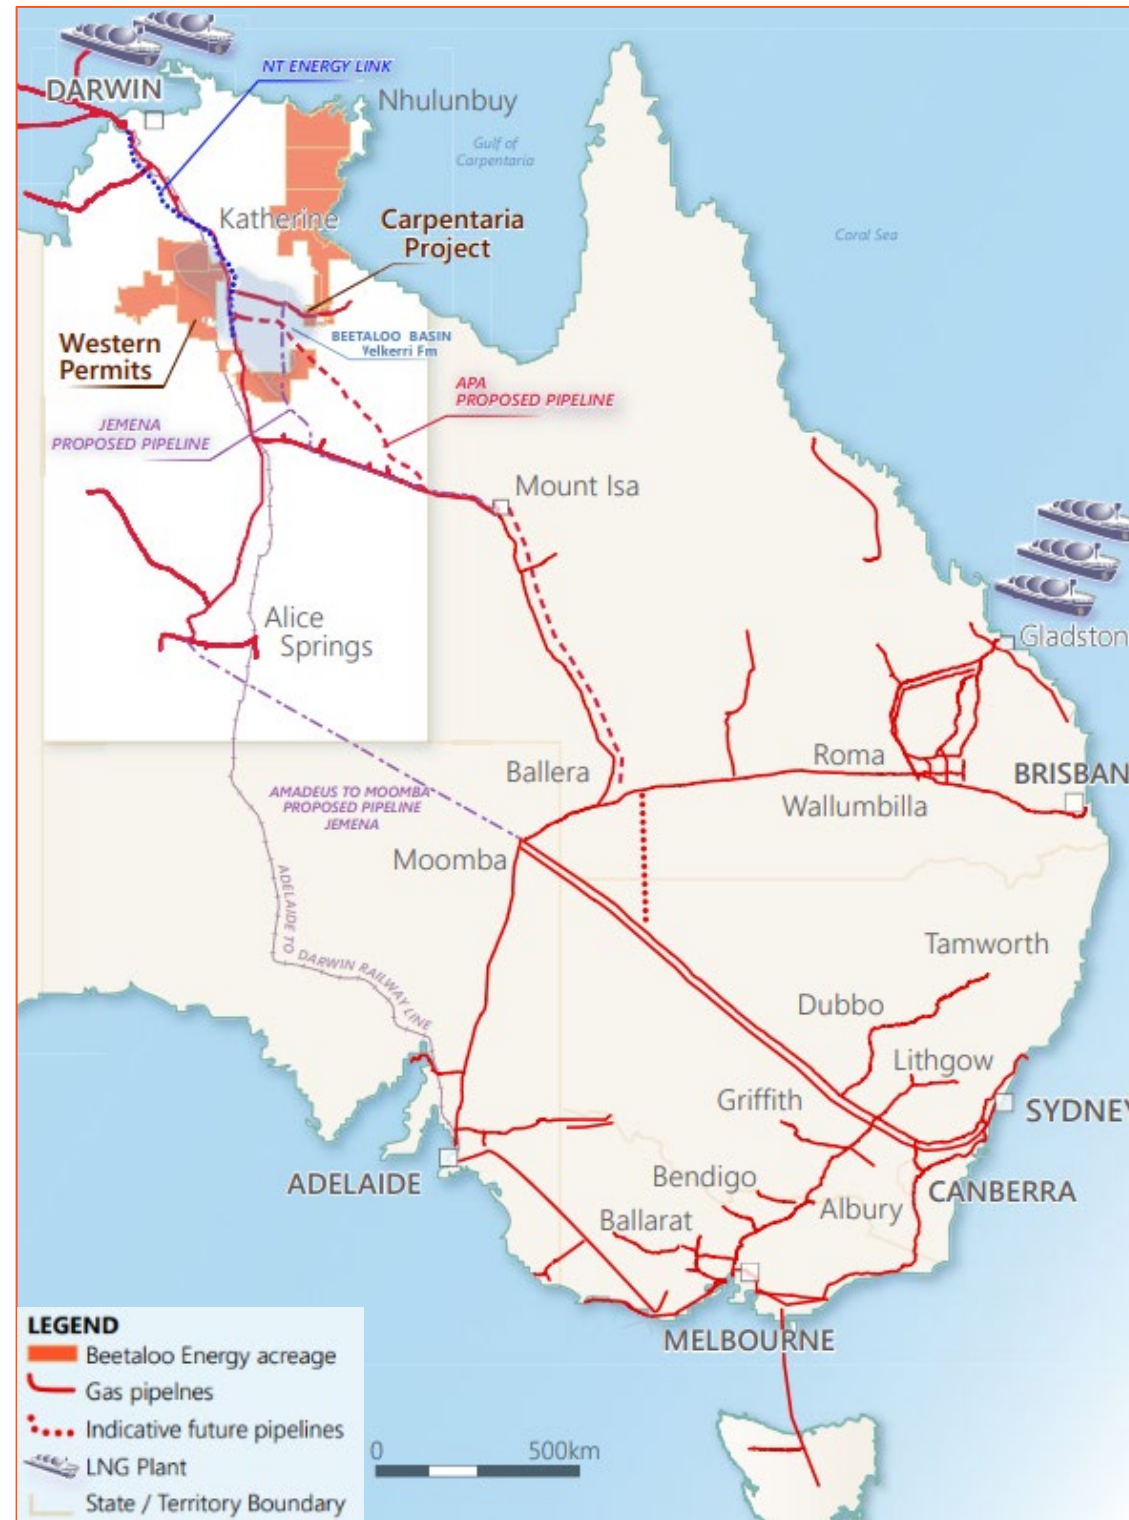 NT ENERGY LINK
DARWIN
Nhulunbuy
Gulf of
Carpentaria
Katherine
Carpentaria
Project
Coral Sea
Western
Permits
BEETALOO BASIN
Velkerri Fm
APA
PROPOSED PIPELINE
JEMENA
PROPOSED PIPELINE
Mount Isa
Alice
Springs
Gladston
Ballera
Roma
BRISBAN
AMADEUS TO MOOMBA
PROPOSED PIPELINE
JEMENA
Wallumbilla
Moomba
ADELAIDE TO DARWIN RAILWAY LINE
Tamworth
Dubbo
Lithgow
Griffith
SYDNEY
ADELAIDE
Bendigo
CANBERRA
Ballarat
Albury
MELBOURNE
LEGEND
Beetaloo Energy acreage
Gas pipelnes
Indicative future pipelines
LNG Plant
State / Territory Boundary
0 500km